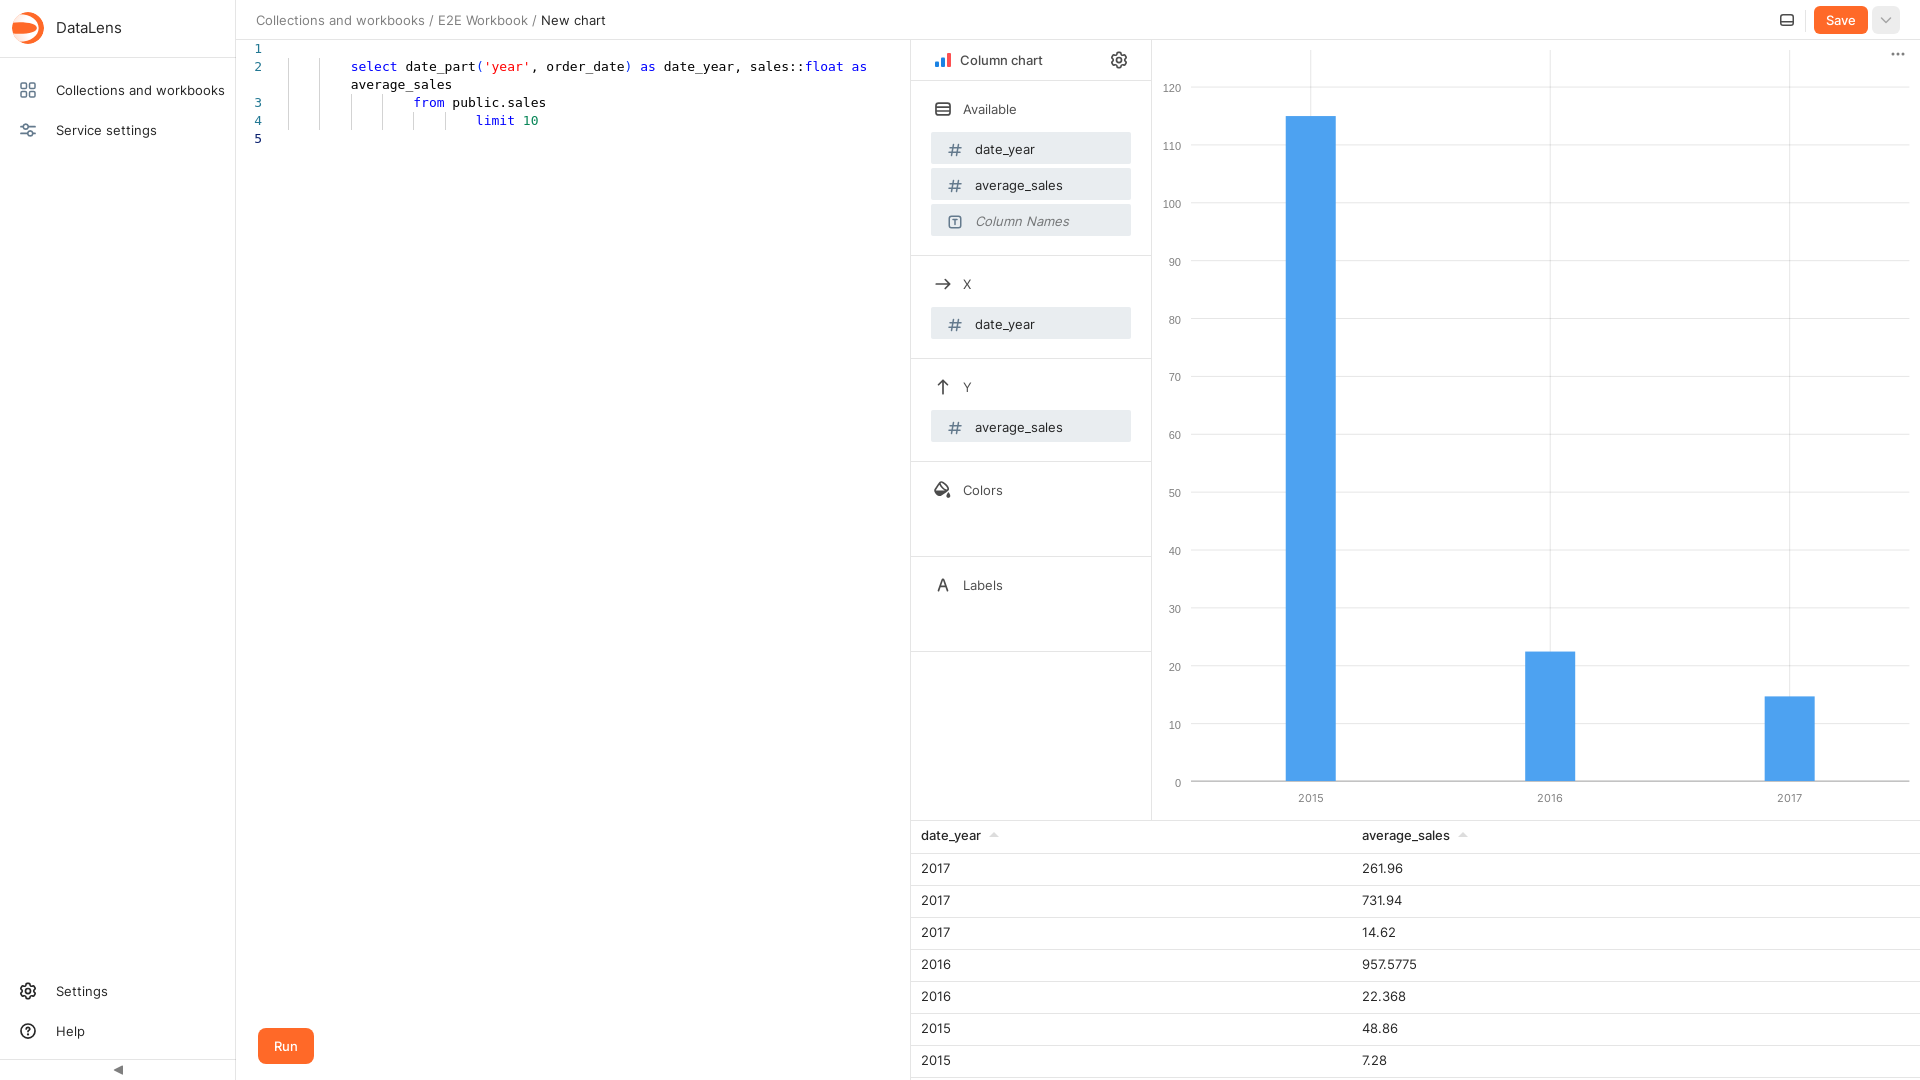 DataLens
Collections and workbooks
Service settings
Settings
Help
Collections and workbooks / E2E Workbook / New chart
Save
1
2 select date_part('year', order_date) as date_year, sales::float as
average_sales
3 from public.sales
4 limit 10
5
Run
Column chart
Available
date_year
average_sales
Column Names
X
date_year
Y
average_sales
Colors
Labels
120
110
100
90
80
70
60
50
40
30
20
10
0
2015 2016 2017
date_year average_sales
2017 261.96
2017 731.94
2017 14.62
2016 957.5775
2016 22.368
2015 48.86
2015 7.28